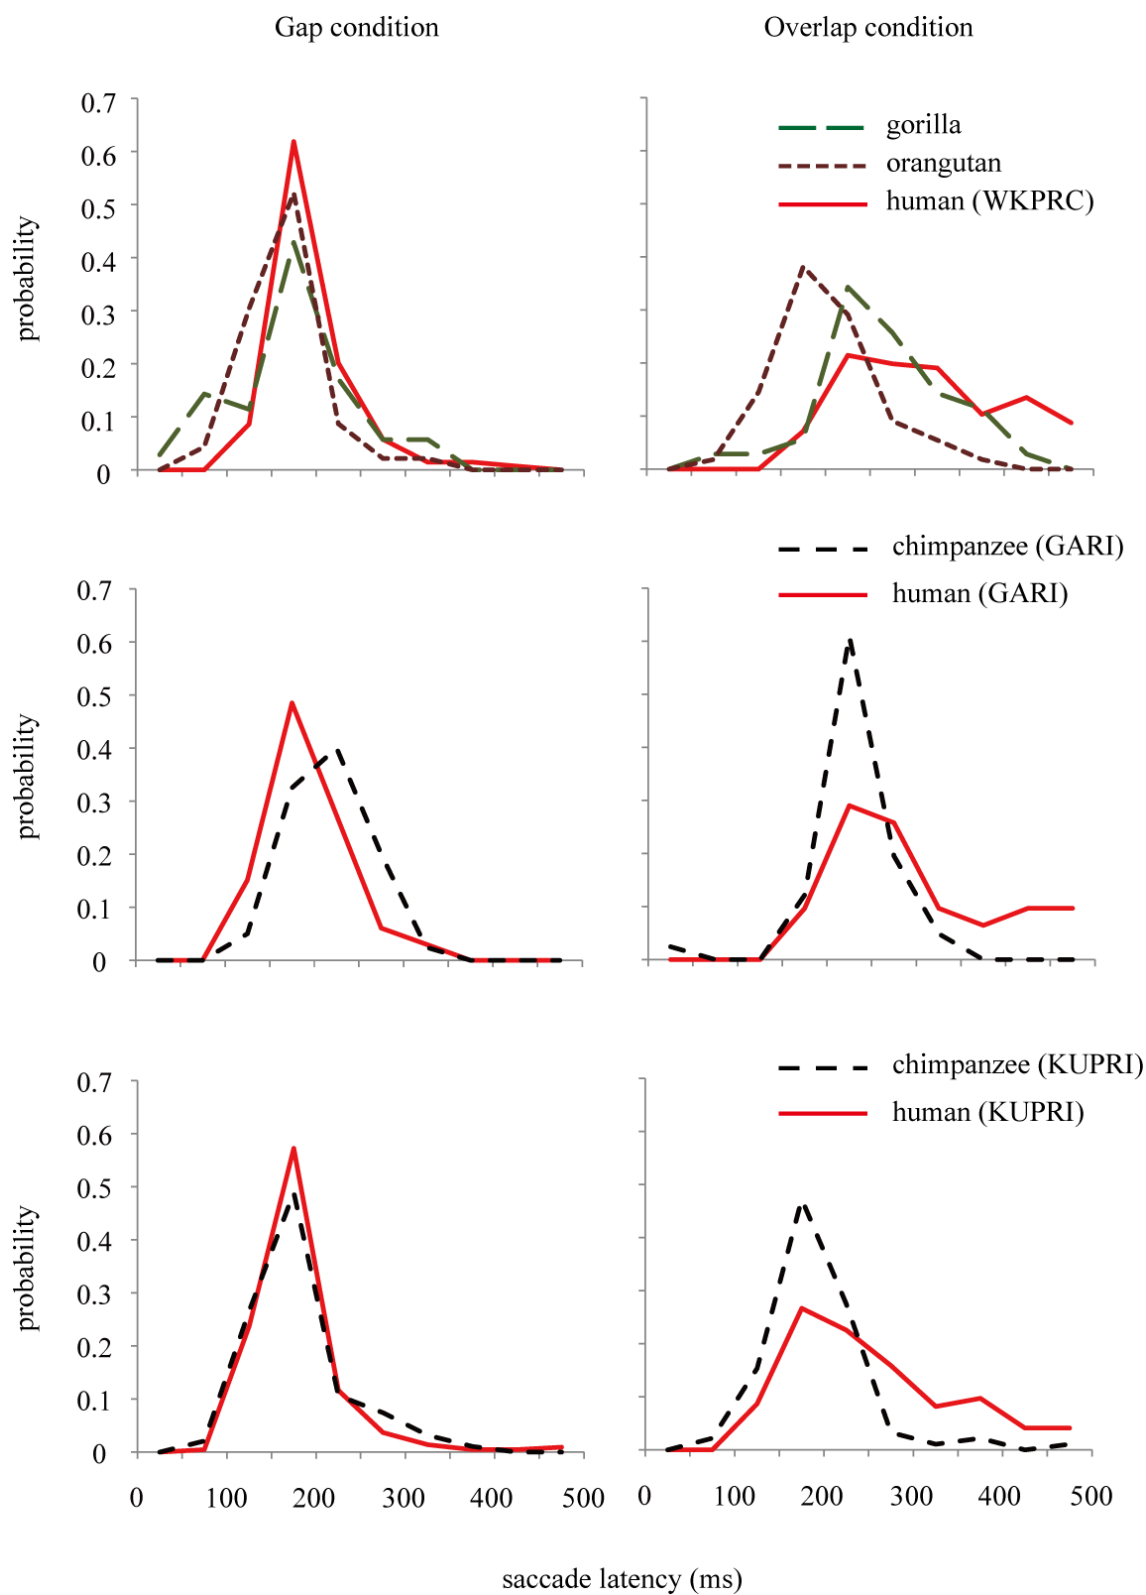 Gap condition
Overlap condition
0.7
0.6
0.5
0.4
0.3
0.2
0.1
0
probability
gorilla
orangutan
human (WKPRC)
0.7
0.6
0.5
0.4
0.3
0.2
0.1
0
probability
chimpanzee (GARI)
human (GARI)
0.7
0.6
0.5
0.4
0.3
0.2
0.1
0
probability
chimpanzee (KUPRI)
human (KUPRI)
0 100 200 300 400 500
0 100 200 300 400 500
saccade latency (ms)